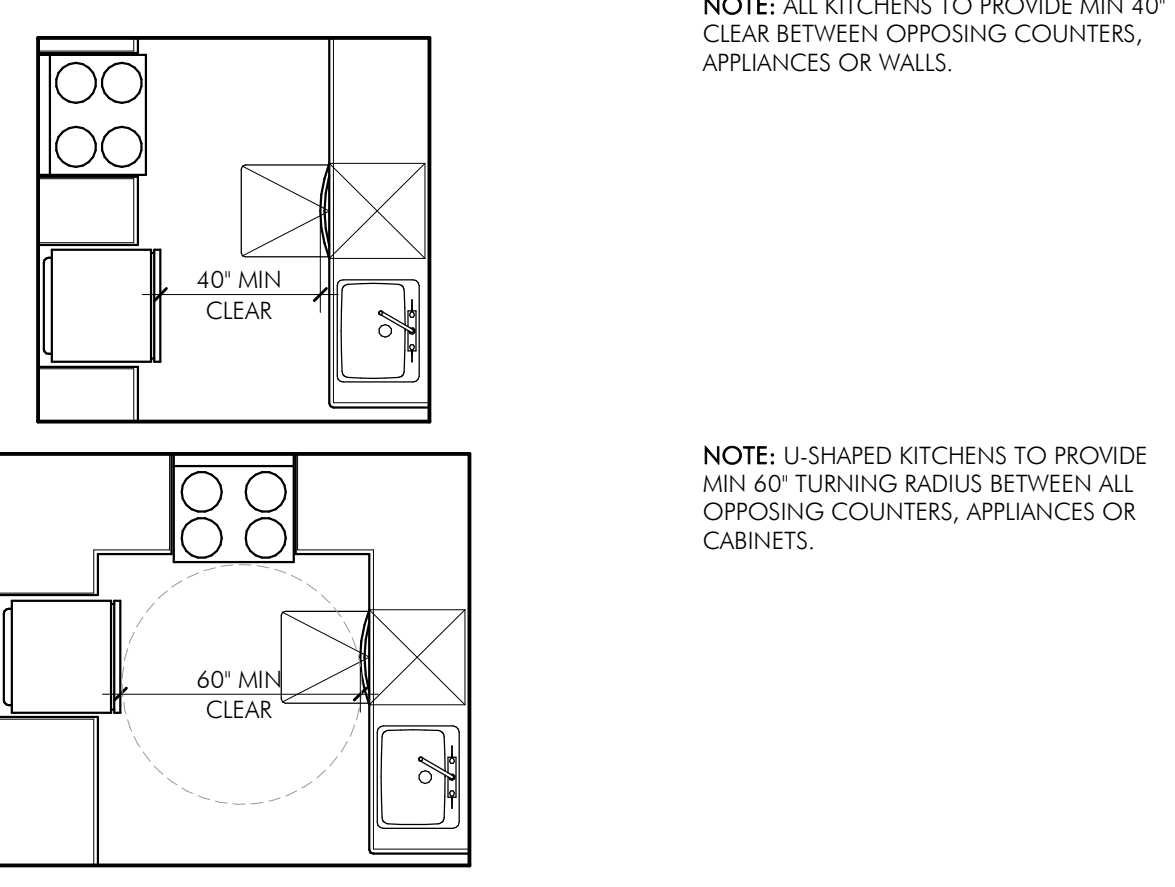 NOTE: ALL KITCHENS TO PROVIDE MIN 40"
CLEAR BETWEEN OPPOSING COUNTERS,
APPLIANCES OR WALLS.
40" MIN
CLEAR
NOTE: U-SHAPED KITCHENS TO PROVIDE
MIN 60" TURNING RADIUS BETWEEN ALL
OPPOSING COUNTERS, APPLIANCES OR
CABINETS.
60" MIN
CLEAR